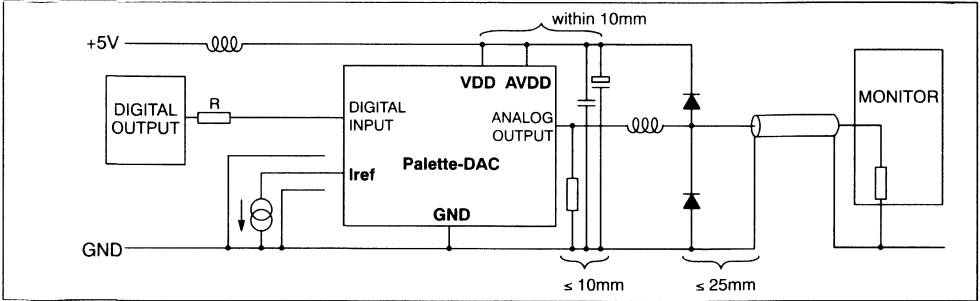 within 10mm
+5V
VDD AVDD
DIGITAL
OUTPUT
R
DIGITAL
INPUT
ANALOG
OUTPUT
MONITOR
Palette-DAC
Iref
GND
GND
≤ 10mm
≤ 25mm